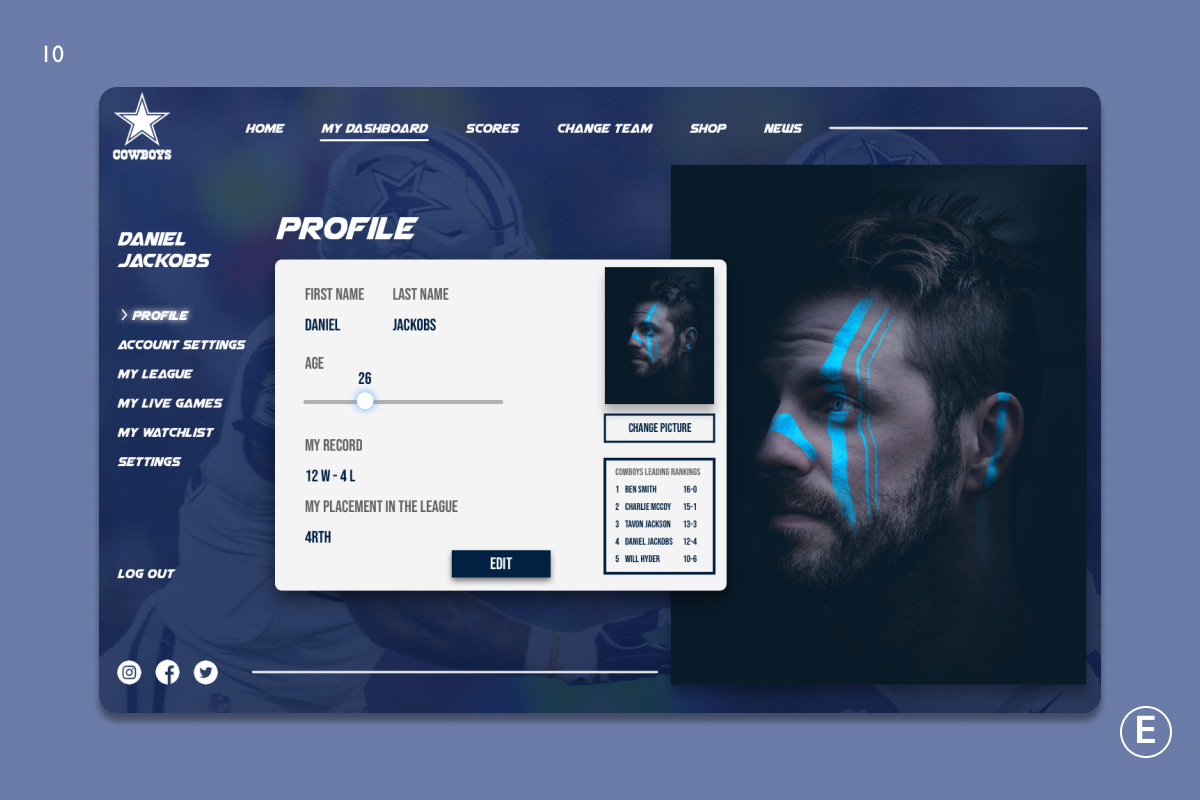 10
COWBOYS
HOME MY DASHBOARD SCORES CHANGE TEAM SHOP NEWS
DANIEL
JACKOBS
PROFILE
ACCOUNT SETTINGS
MY LEAGUE
MY LIVE GAMES
MY WATCHLIST
SETTINGS
LOG OUT
PROFILE
FIRST NAME LAST NAME
DANIEL JACKOBS
AGE
26
MY RECORD
12 W - 4 L
MY PLACEMENT IN THE LEAGUE
4RTH
EDIT
CHANGE PICTURE
COWBOYS LEADING RANKINGS
1 BEN SMITH 16-0
2 CHARLIE MCCOY 15-1
3 TAVON JACKSON 13-3
4 DANIEL JACKOBS 12-4
5 WILL HYDER 10-6
E